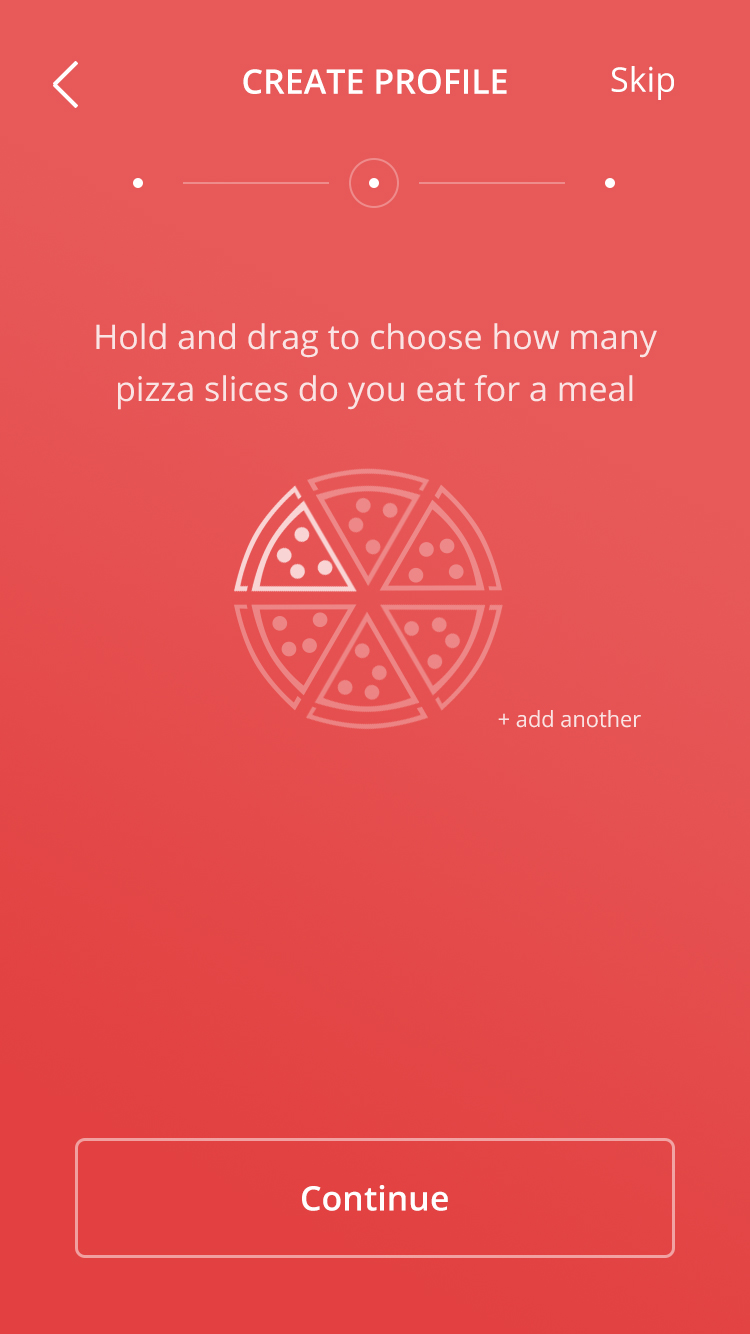 CREATE PROFILE
Skip
Hold and drag to choose how many
pizza slices do you eat for a meal
+ add another
Continue